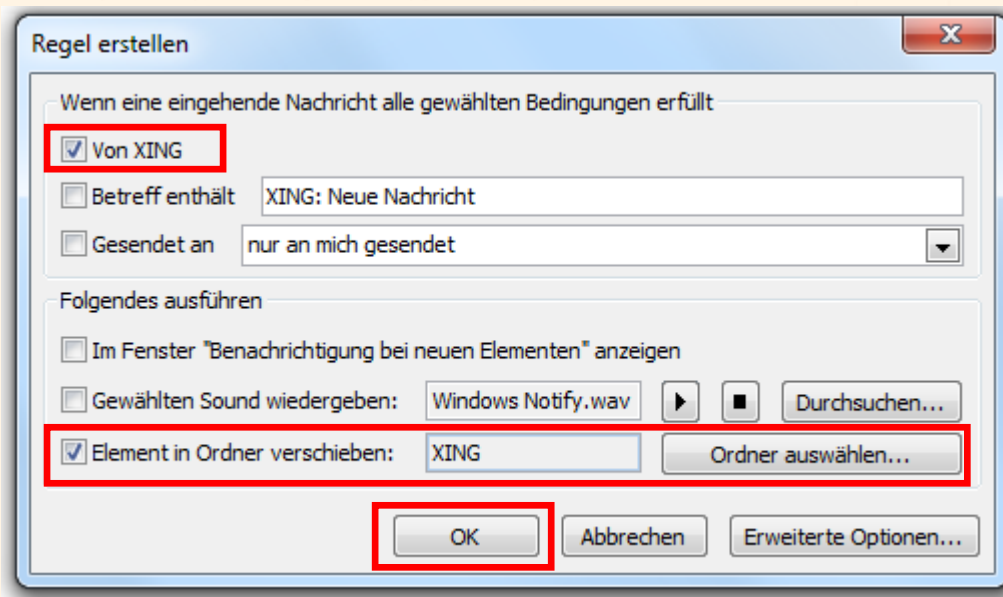 Regel erstellen
Wenn eine eingehende Nachricht alle gewählten Bedingungen erfüllt
Von XING
Betreff enthält XING: Neue Nachricht
Gesendet an nur an mich gesendet
Folgendes ausführen
Im Fenster "Benachrichtigung bei neuen Elementen" anzeigen
Gewählten Sound wiedergeben: Windows Notify.wav Durchsuchen...
Element in Ordner verschieben: XING Ordner auswählen...
OK Abbrechen Erweiterte Optionen...